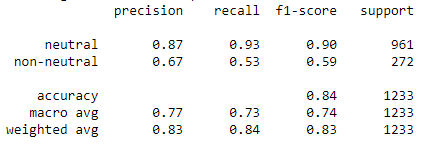 precision recall f1-score support
neutral 0.87 0.93 0.90 961
non-neutral 0.67 0.53 0.59 272
accuracy 0.84 1233
macro avg 0.77 0.73 0.74 1233
weighted avg 0.83 0.84 0.83 1233